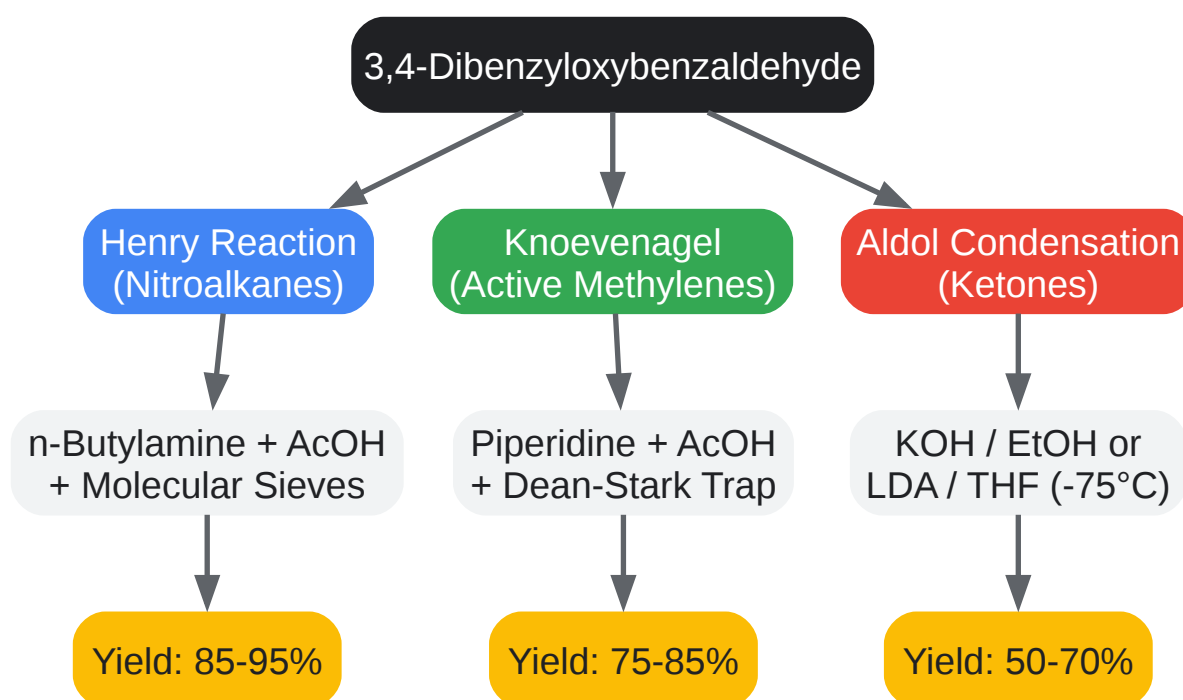 3,4-Dibenzyloxybenzaldehyde
Henry Reaction
(Nitroalkanes)
Knoevenagel
(Active Methylenes)
Aldol Condensation
(Ketones)
n-Butylamine + AcOH
+ Molecular Sieves
Piperidine + AcOH
+ Dean-Stark Trap
KOH / EtOH or
LDA / THF (-75°C)
Yield: 85-95%
Yield: 75-85%
Yield: 50-70%